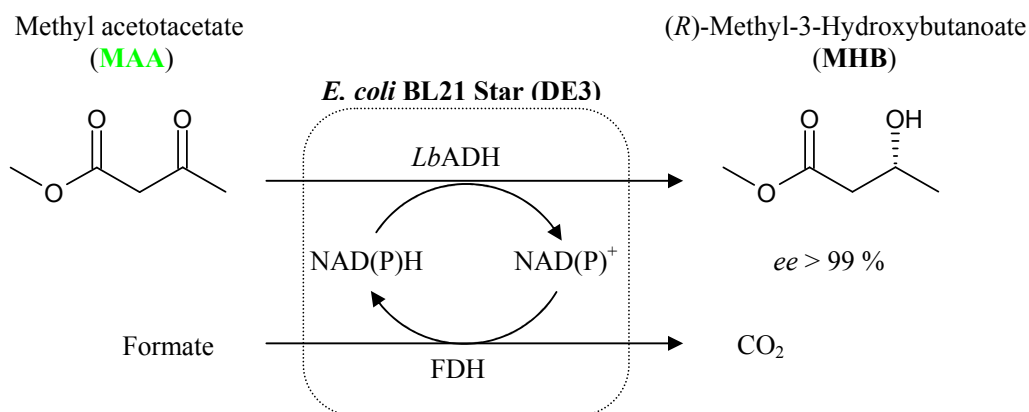 Methyl acetotacetate
(MAA)
(R)-Methyl-3-Hydroxybutanoate
(MHB)
E. coli BL21 Star (DE3)
O
O
O
LbADH
O
OH
O
NAD(P)H
NAD(P)+
ee > 99 %
Formate
FDH
CO2